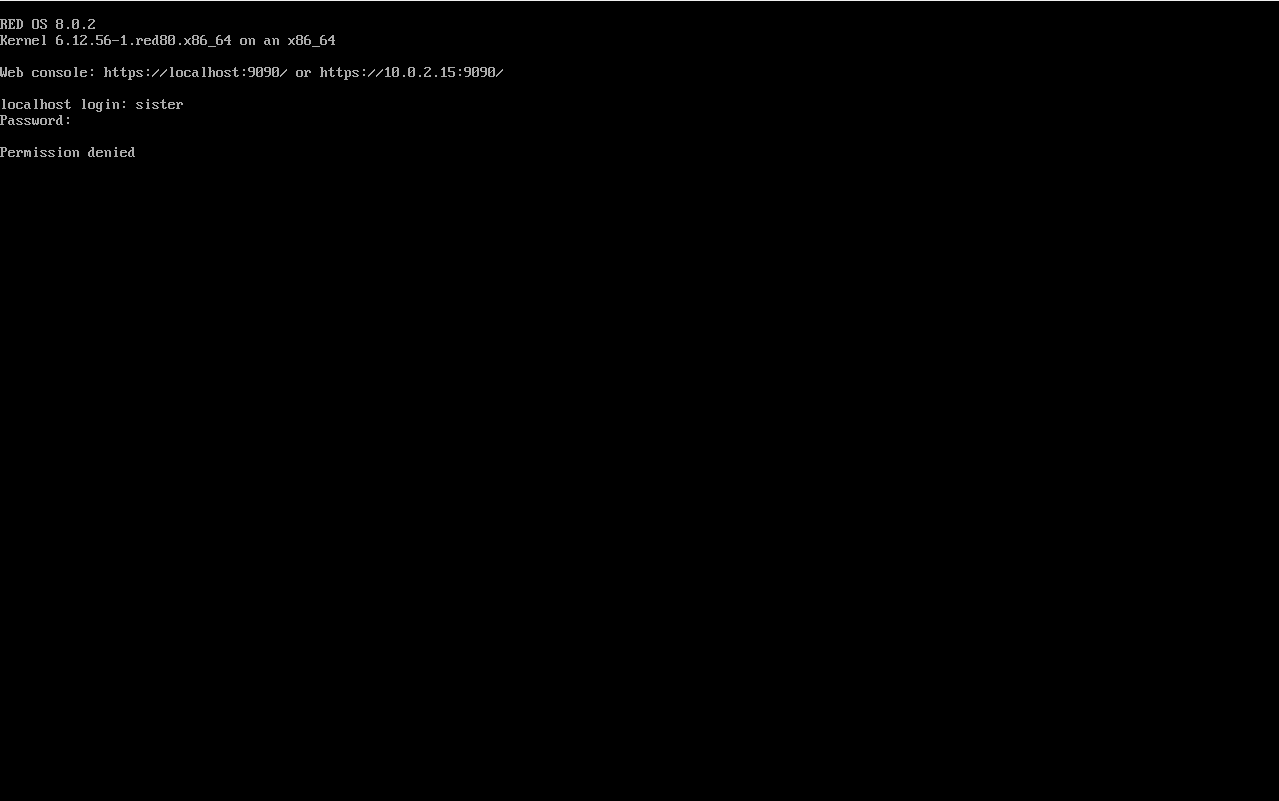 RED OS 8.0.2
Kernel 6.12.56-1.red80.x86_64 on an x86_64
Web console: https://localhost:9090/ or https://10.0.2.15:9090/
localhost login: sister
Password:
Permission denied